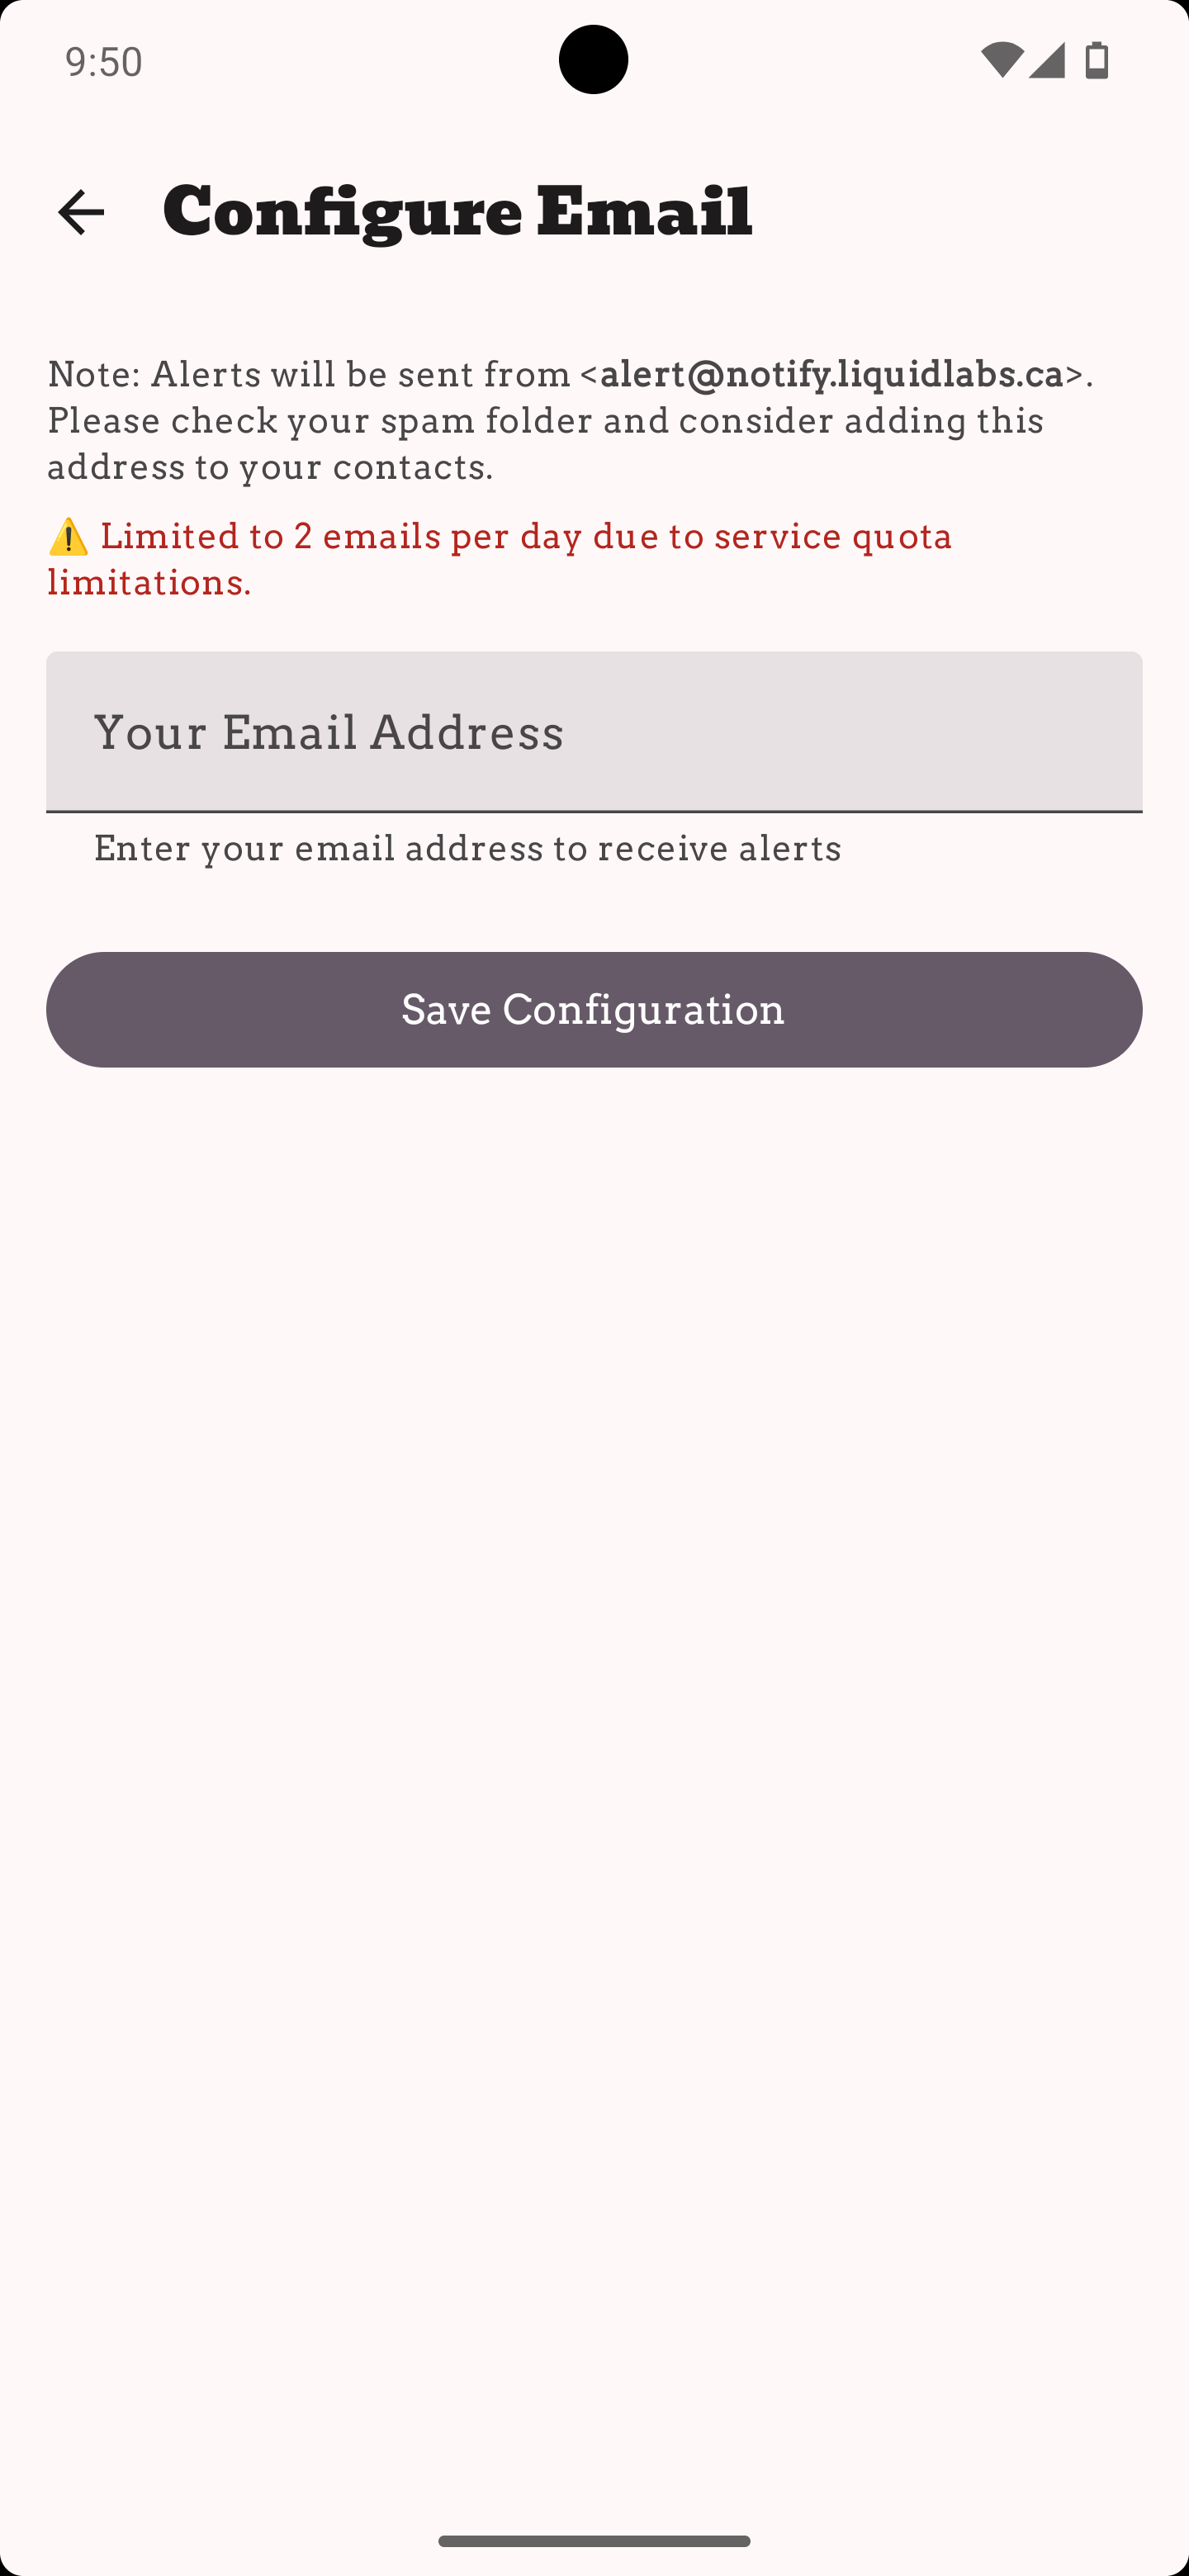 9:50
Configure Email
Note: Alerts will be sent from <alert@notify.liquidlabs.ca>.
Please check your spam folder and consider adding this
address to your contacts.
⚠️ Limited to 2 emails per day due to service quota
limitations.
Your Email Address
Enter your email address to receive alerts
Save Configuration